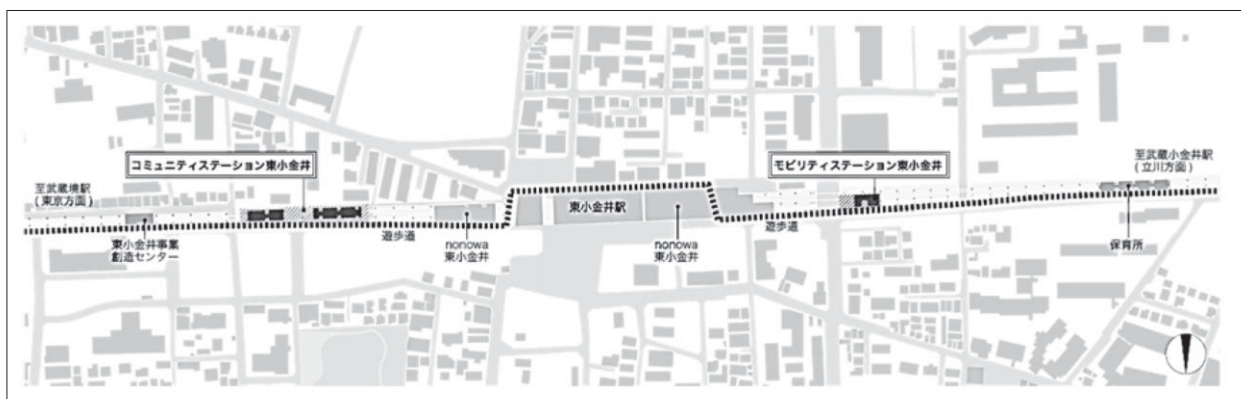 コミュニティステーション東小金井
モビリティステーション東小金井
至武蔵境駅
(東京方面)
至武蔵小金井駅
(立川方面)
東小金井駅
東小金井事業
創造センター
遊歩道
nonowa
東小金井
nonowa
東小金井
遊歩道
保育所